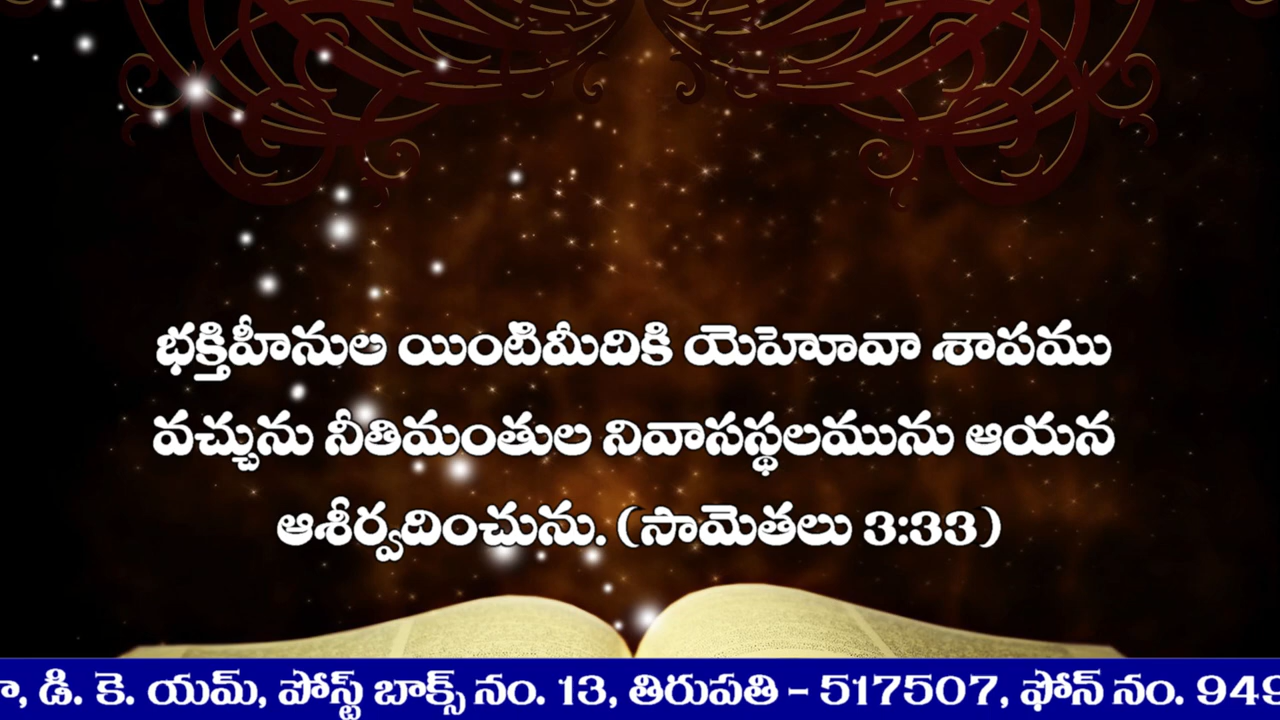 భక్తిహీనుల యింటిమీదికి యెహోవా శాపము
వచ్చును నీతిమంతుల నివాసస్థలమును ఆయన
ఆశీర్వదించును. (సామెతలు 3:33)
, డి. కె. యమ్, పోస్ట్ బాక్స్ నం. 13, తిరుపతి - 517507, ఫోన్ నం. 949